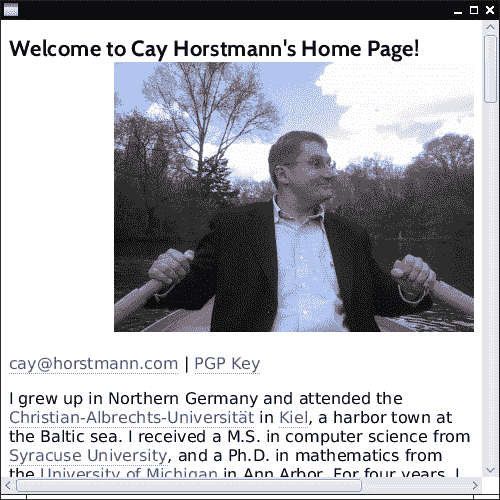 Welcome to Cay Horstmann's Home Page!
cay@horstmann.com | PGP Key
I grew up in Northern Germany and attended the
Christian-Albrechts-Universität in Kiel, a harbor town at
the Baltic sea. I received a M.S. in computer science from
Syracuse University, and a Ph.D. in mathematics from
the University of Michigan in Ann Arbor. For four years, I